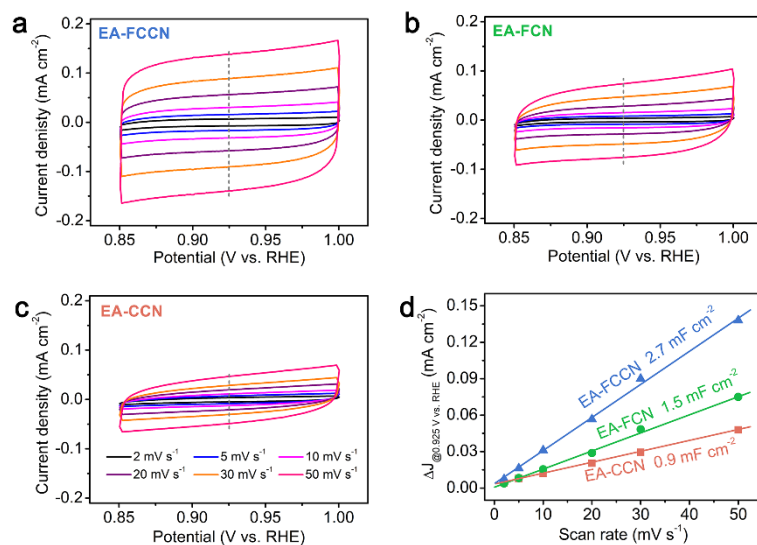 a
EA-FCCN
Current denisty (mA cm⁻²)
0.2
0.1
0.0
-0.1
-0.2
0.85 0.90 0.95 1.00
Potential (V vs. RHE)
b
EA-FCN
Current density (mA cm⁻²)
0.2
0.1
0.0
-0.1
-0.2
0.85 0.90 0.95 1.00
Potential (V vs. RHE)
c
EA-CCN
Current density (mA cm⁻²)
0.2
0.1
0.0
-0.1
-0.2
2 mV s⁻¹ 5 mV s⁻¹ 10 mV s⁻¹
20 mV s⁻¹ 30 mV s⁻¹ 50 mV s⁻¹
0.85 0.90 0.95 1.00
Potential (V vs. RHE)
d
ΔJ@0.925 V vs. RHE (mA cm⁻²)
0.15
0.12
0.09
0.06
0.03
0.00
EA-FCCN 2.7 mF cm⁻²
EA-FCN 1.5 mF cm⁻²
EA-CCN 0.9 mF cm⁻²
0 10 20 30 40 50
Scan rate (mV s⁻¹)